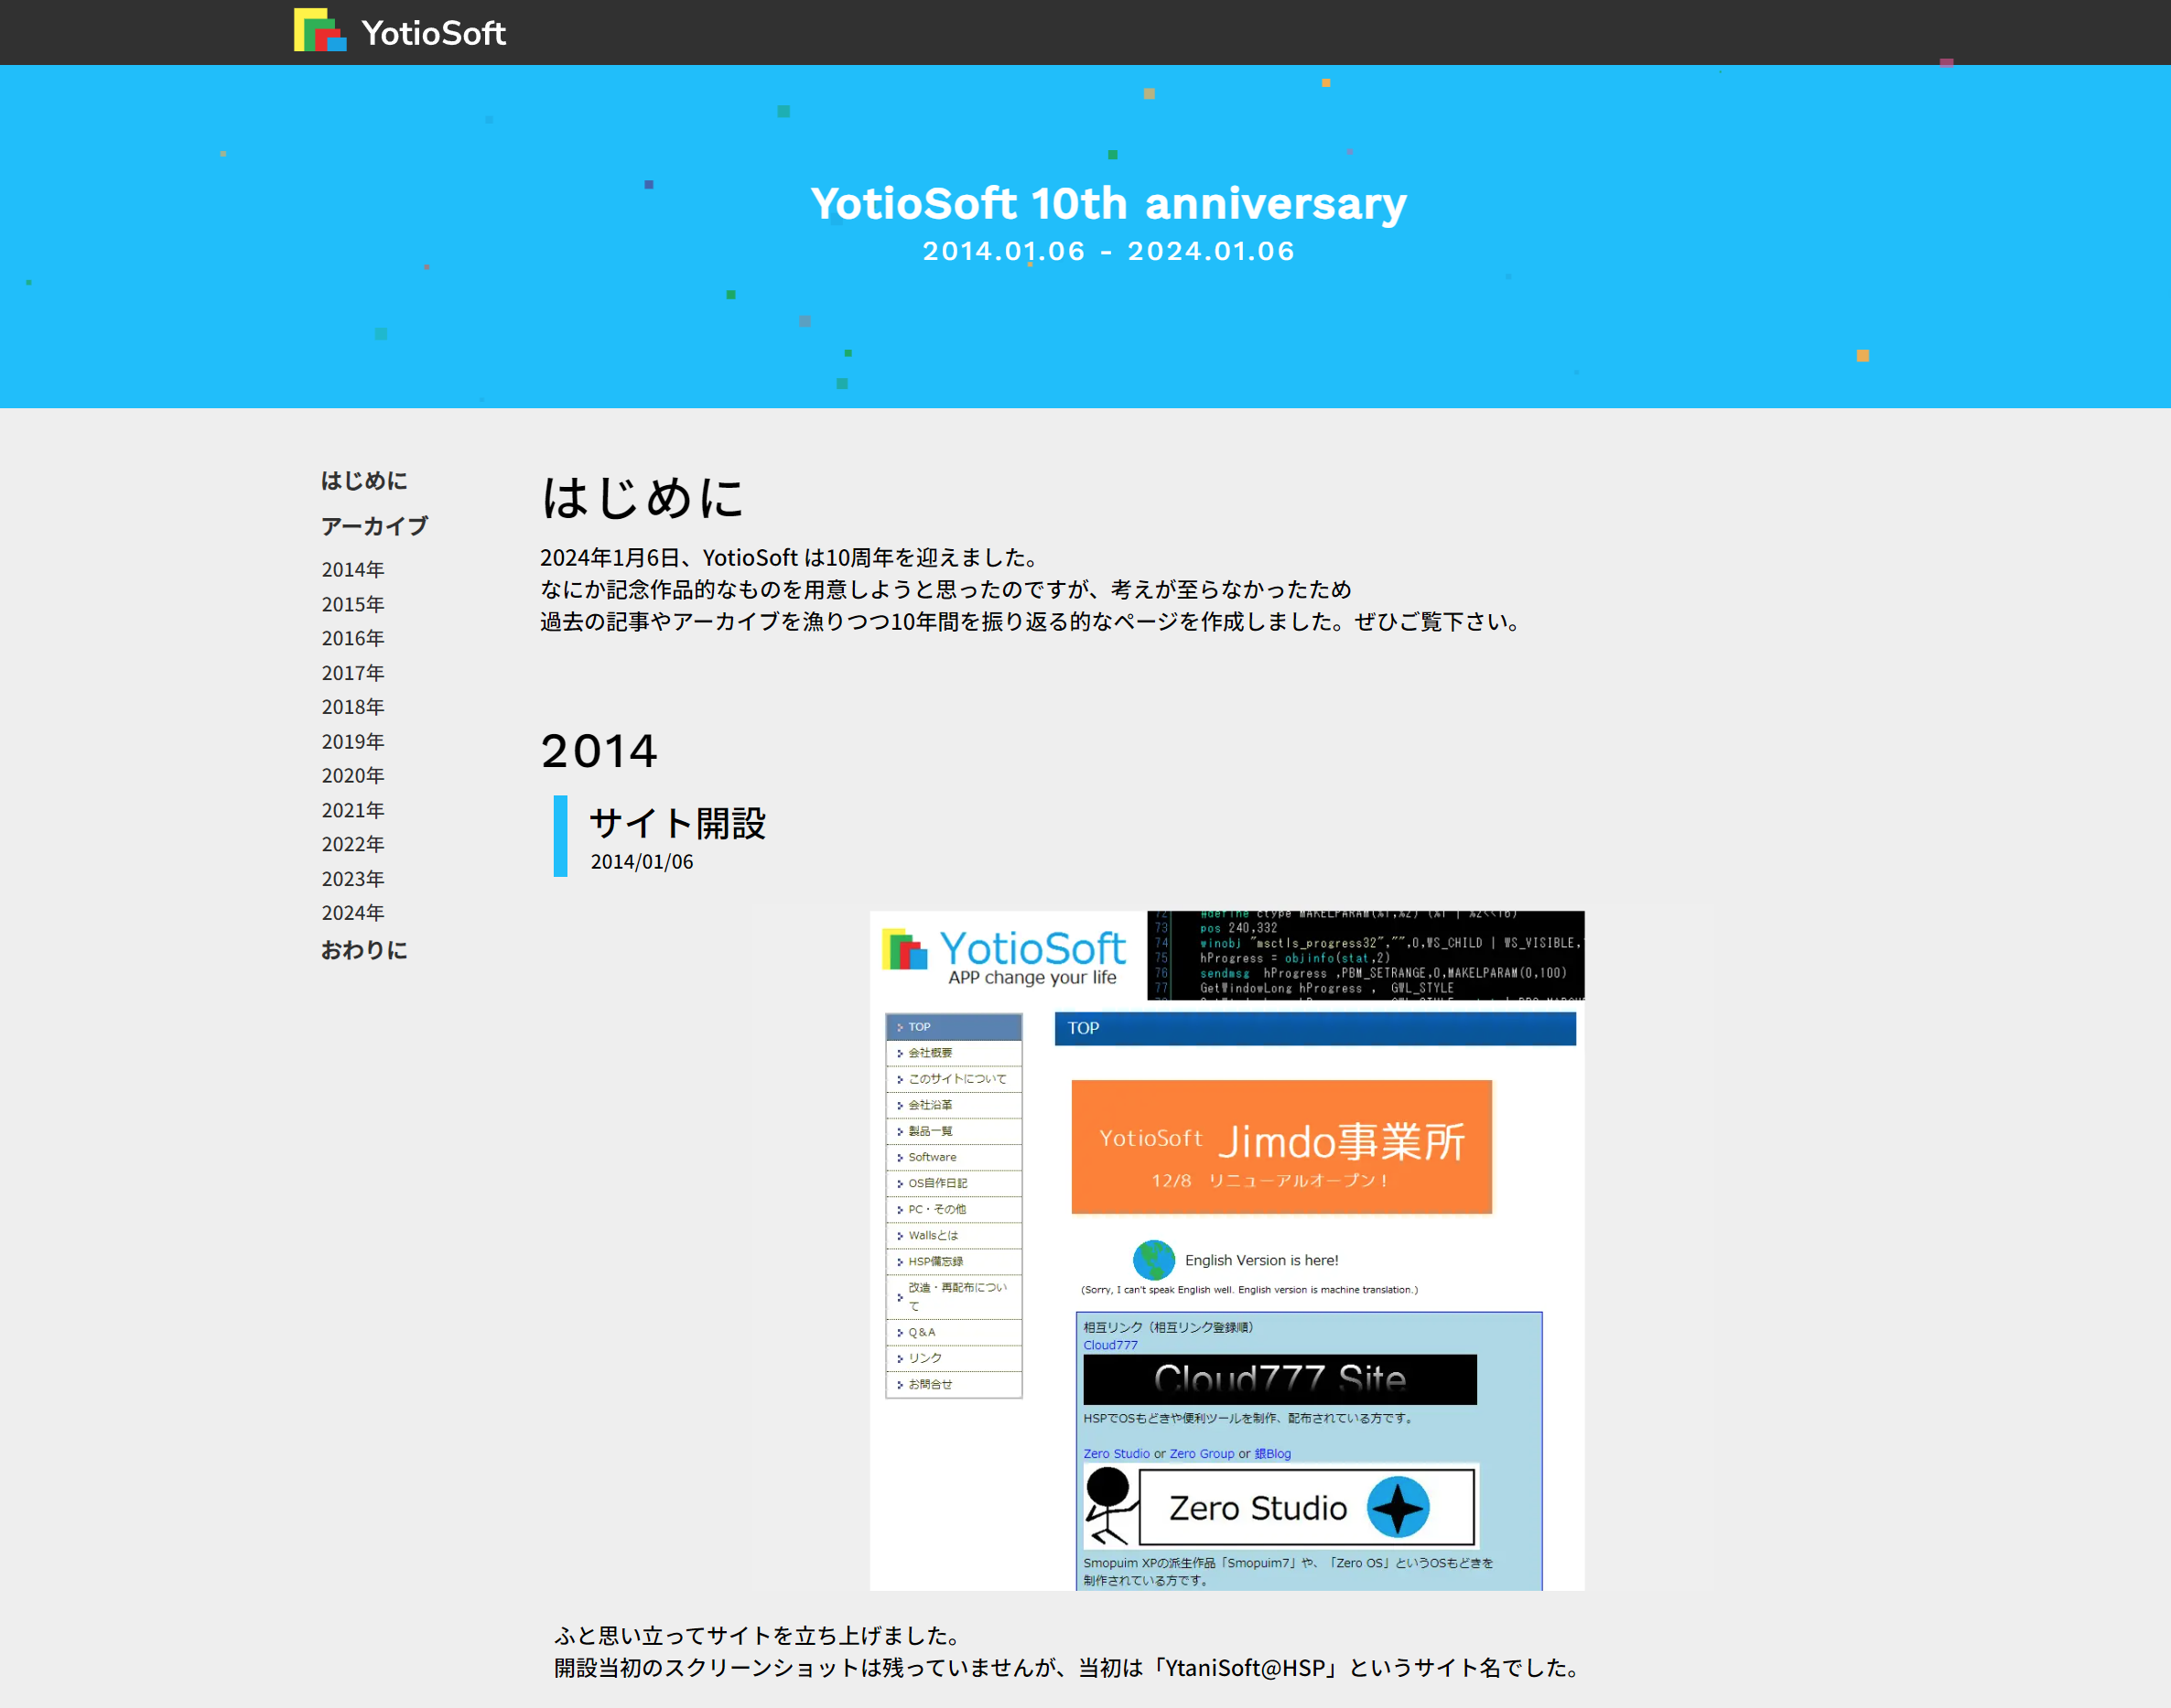 YotioSoft
YotioSoft 10th anniversary
2014.01.06 - 2024.01.06
はじめに
アーカイブ
2014年
2015年
2016年
2017年
2018年
2019年
2020年
2021年
2022年
2023年
2024年
おわりに
はじめに
2024年1月6日、YotioSoft は10周年を迎えました。
なにか記念作品的なものを用意しようと思ったのですが、考えが至らなかったため
過去の記事やアーカイブを漁りつつ10年間を振り返る的なページを作成しました。ぜひご覧下さい。
2014
サイト開設
2014/01/06
YotioSoft
APP change your life
72 #define ctype MAKELPARAM(%1,%2) (%1 | %2<<16)
73 pos 240,332
74 winobj "msctls_progress32","",0,WS_CHILD | WS_VISIBLE,
75 hProgress = objinfo(stat,2)
76 sendmsg hProgress ,PBM_SETRANGE,0,MAKELPARAM(0,100)
77 GetWindowLong hProgress , GWL_STYLE
TOP
会社概要
このサイトについて
会社沿革
製品一覧
Software
OS自作日記
PC・その他
Wallsとは
HSP備忘録
改造・再配布につい
て
Q&A
リンク
お問合せ
TOP
YotioSoft Jimdo事業所
12/8 リニューアルオープン！
English Version is here!
(Sorry, I can't speak English well. English version is machine translation.)
相互リンク（相互リンク登録順）
Cloud777
Cloud777 Site
HSPでOSもどきや便利ツールを制作、配布されている方です。
Zero Studio or Zero Group or 銀Blog
Zero Studio
Smopuim XPの派生作品「Smopuim7」や、「Zero OS」というOSもどきを
制作されている方です。
ふと思い立ってサイトを立ち上げました。
開設当初のスクリーンショットは残っていませんが、当初は「YtaniSoft@HSP」というサイト名でした。